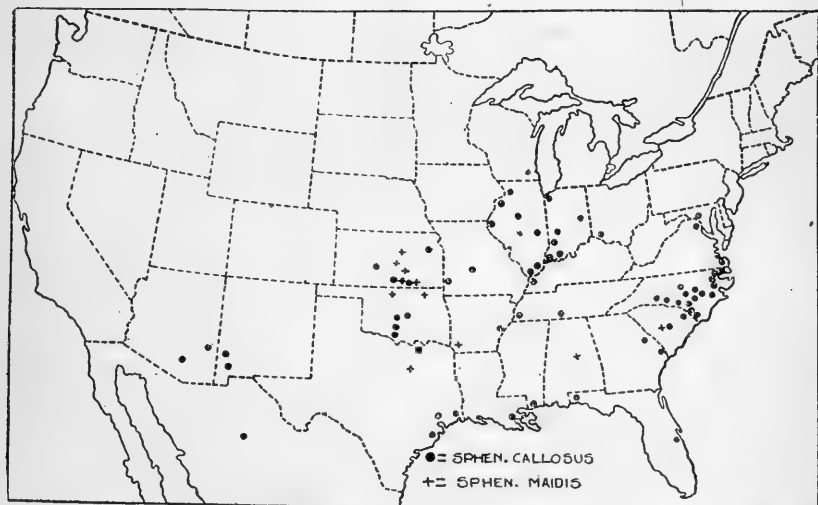 ●= SPHEN. CALLOSUS
+= SPHEN. MAIDIS